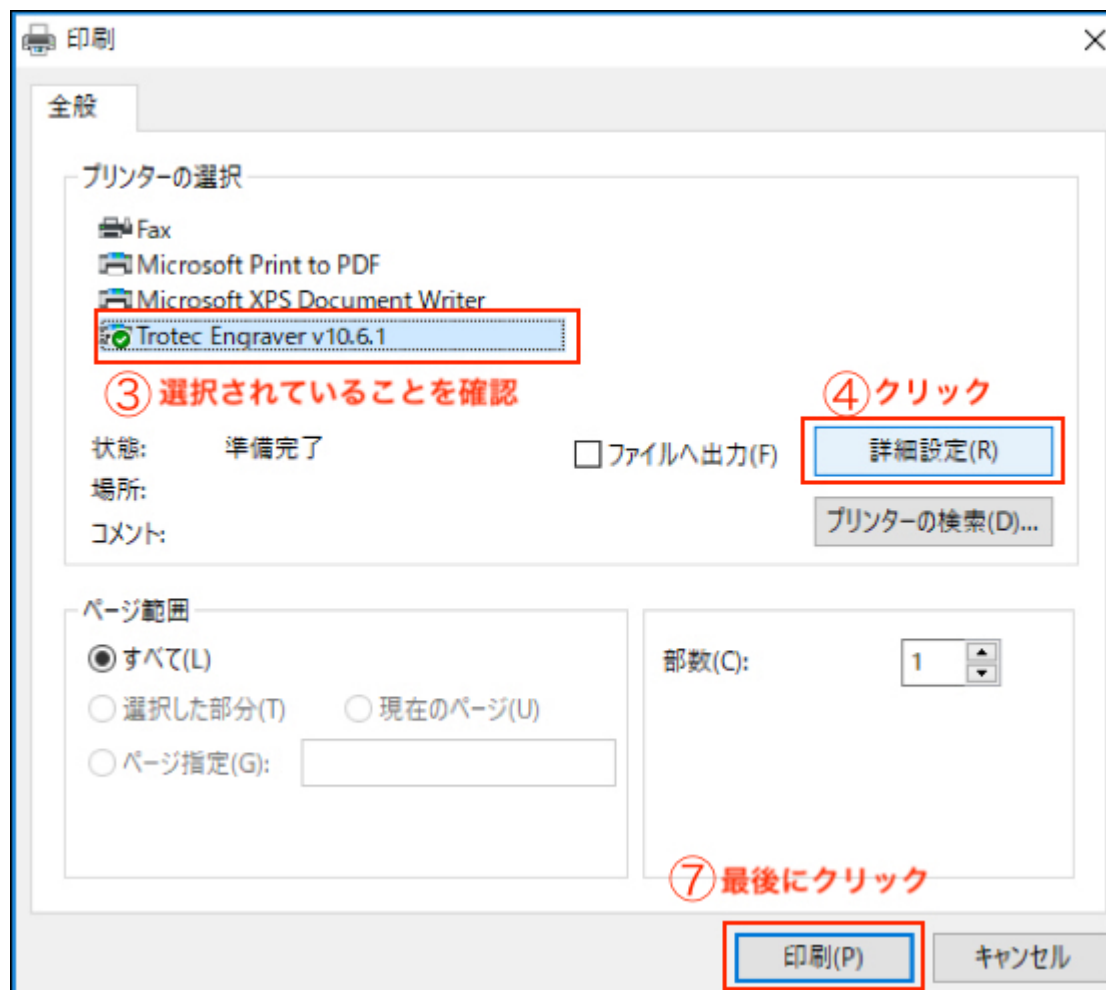 印刷
全般
プリンターの選択
Fax
Microsoft Print to PDF
Microsoft XPS Document Writer
Trotec Engraver v10.6.1
③選択されていることを確認
④クリック
状態: 準備完了
ファイルへ出力(F)
詳細設定(R)
場所:
プリンターの検索(D)...
コメント:
ページ範囲
すべて(L)
部数(C): 1
選択した部分(T) 現在のページ(U)
ページ指定(G):
⑦最後にクリック
印刷(P) キャンセル